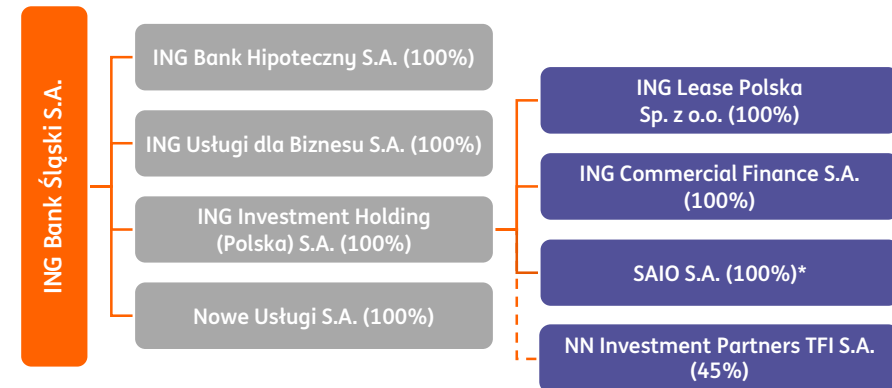 ING Bank Śląski S.A.
ING Bank Hipoteczny S.A. (100%)
ING Usługi dla Biznesu S.A. (100%)
ING Investment Holding
(Polska) S.A. (100%)
Nowe Usługi S.A. (100%)
ING Lease Polska
Sp. z o.o. (100%)
ING Commercial Finance S.A.
(100%)
SAIO S.A. (100%)*
NN Investment Partners TFI S.A.
(45%)